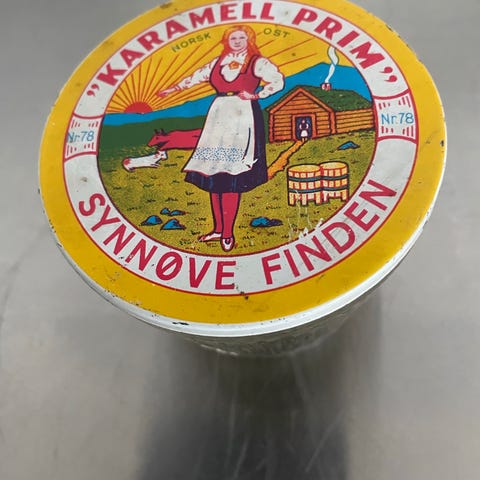 "KARAMELL PRIM"
NORSK OST
Nr.78
Nr.78
SYNNØVE FINDEN